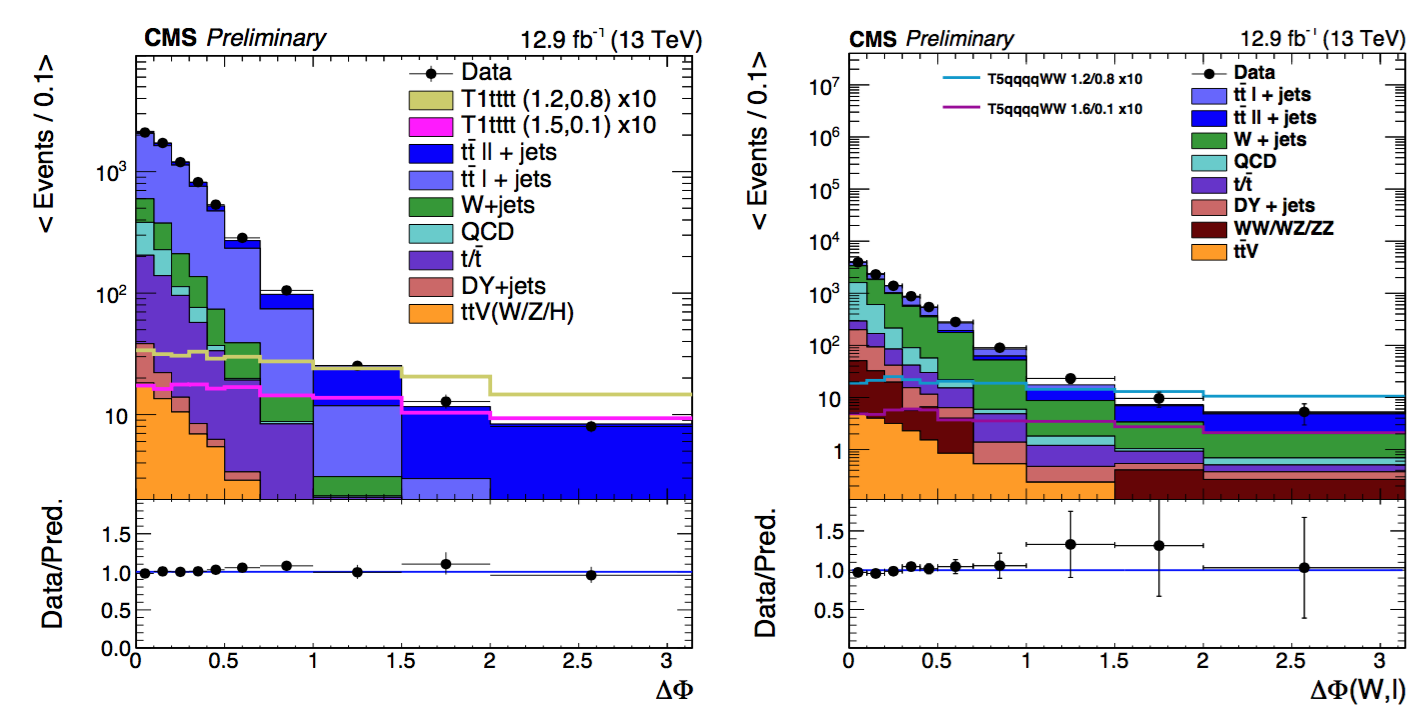 CMS Preliminary 12.9 fb⁻¹ (13 TeV)
< Events / 0.1 >
Data
T1tttt (1.2,0.8) x10
T1tttt (1.5,0.1) x10
tt̄ ll + jets
tt̄ l + jets
W+jets
QCD
t/t̄
DY+jets
ttV(W/Z/H)
10³
10²
10
Data/Pred.
1.5
1.0
0.5
0.0
0 0.5 1 1.5 2 2.5 3
ΔΦ
CMS Preliminary 12.9 fb⁻¹ (13 TeV)
< Events / 0.1 >
T5qqqqWW 1.2/0.8 x10
T5qqqqWW 1.6/0.1 x10
Data
tt̄ l + jets
tt̄ ll + jets
W + jets
QCD
t/t̄
DY + jets
WW/WZ/ZZ
tt̄V
10⁷
10⁶
10⁵
10⁴
10³
10²
10
1
Data/Pred.
1.5
1.0
0.5
0 0.5 1 1.5 2 2.5 3
ΔΦ(W,l)